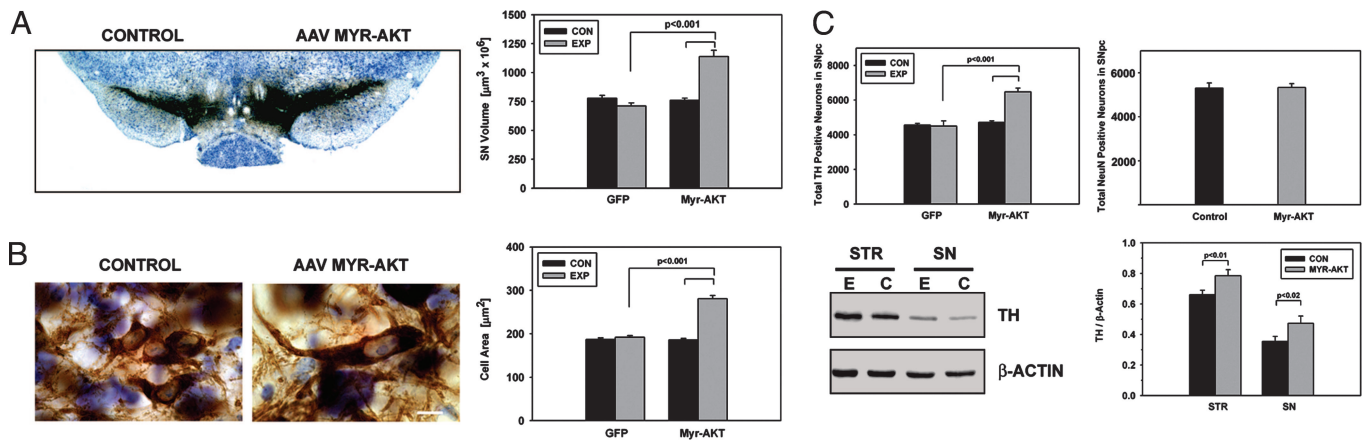 A
CONTROL
AAV MYR-AKT
SN Volume [µm³ x 10⁶]
1500
1250
1000
750
500
250
0
CON
EXP
p<0.001
GFP
Myr-AKT
B
CONTROL
AAV MYR-AKT
Cell Area [µm²]
400
300
200
100
0
CON
EXP
p<0.001
GFP
Myr-AKT
C
Total TH Positive Neurons in SNpc
8000
6000
4000
2000
0
CON
EXP
p<0.001
GFP
Myr-AKT
Total NeuN Positive Neurons in SNpc
6000
4000
2000
Control
Myr-AKT
STR
SN
E
C
E
C
TH
β-ACTIN
TH / β-Actin
1.0
0.8
0.6
0.4
0.2
0.0
CON
MYR-AKT
p<0.01
p<0.02
STR
SN